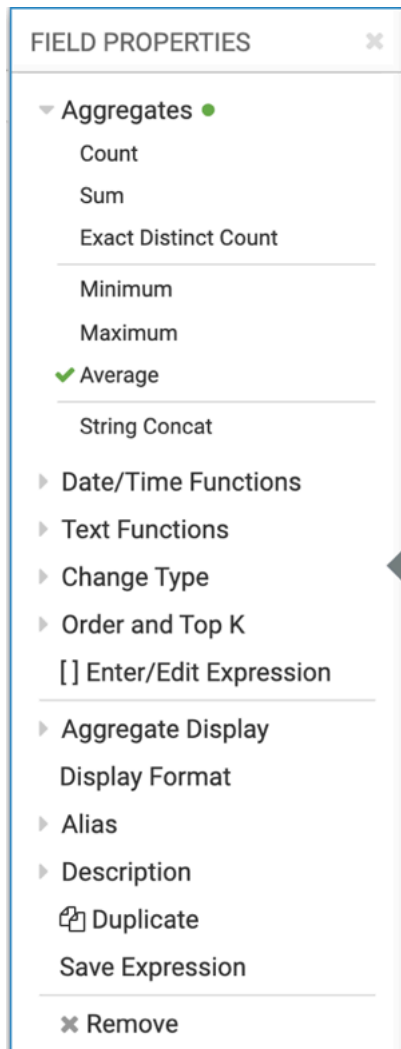 FIELD PROPERTIES
Aggregates
Count
Sum
Exact Distinct Count
Minimum
Maximum
Average
String Concat
Date/Time Functions
Text Functions
Change Type
Order and Top K
[ ] Enter/Edit Expression
Aggregate Display
Display Format
Alias
Description
Duplicate
Save Expression
Remove